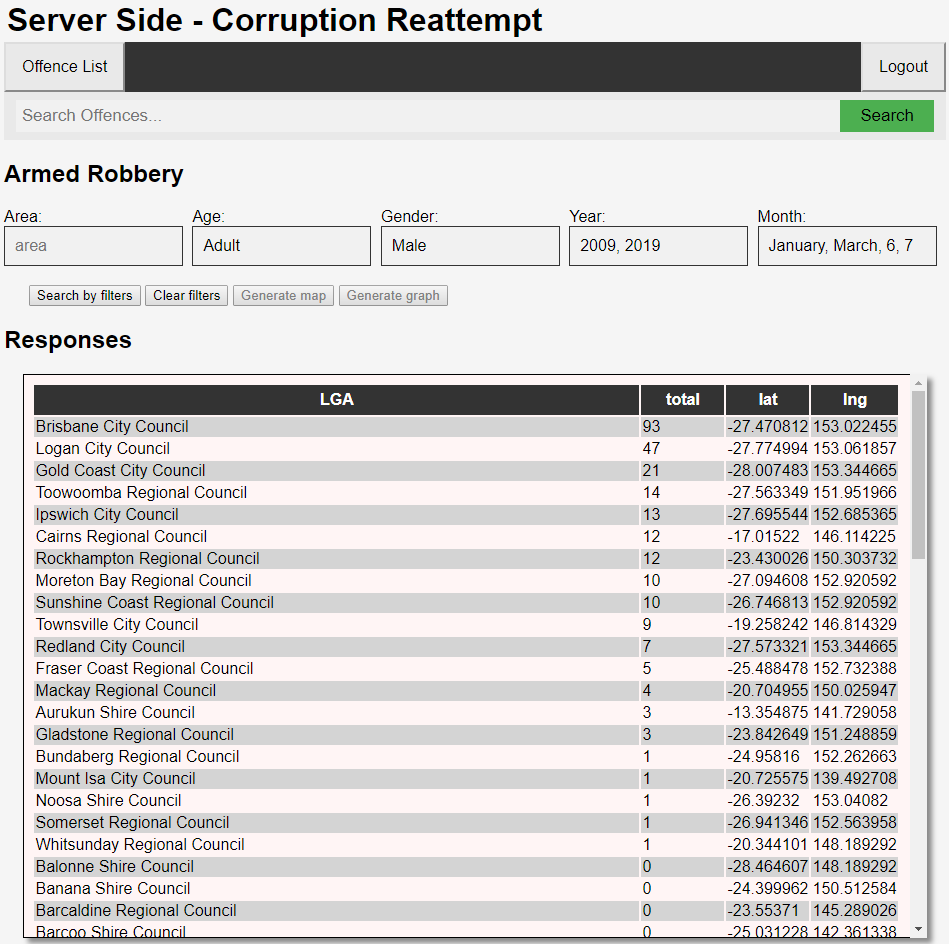 Server Side - Corruption Reattempt
Offence List Logout
Search Offences... Search
Armed Robbery
Area: Age: Gender: Year: Month:
area Adult Male 2009, 2019 January, March, 6, 7
Search by filters Clear filters Generate map Generate graph
Responses
LGA total lat lng
Brisbane City Council 93 -27.470812 153.022455
Logan City Council 47 -27.774994 153.061857
Gold Coast City Council 21 -28.007483 153.344665
Toowoomba Regional Council 14 -27.563349 151.951966
Ipswich City Council 13 -27.695544 152.685365
Cairns Regional Council 12 -17.01522 146.114225
Rockhampton Regional Council 12 -23.430026 150.303732
Moreton Bay Regional Council 10 -27.094608 152.920592
Sunshine Coast Regional Council 10 -26.746813 152.920592
Townsville City Council 9 -19.258242 146.814329
Redland City Council 7 -27.573321 153.344665
Fraser Coast Regional Council 5 -25.488478 152.732388
Mackay Regional Council 4 -20.704955 150.025947
Aurukun Shire Council 3 -13.354875 141.729058
Gladstone Regional Council 3 -23.842649 151.248859
Bundaberg Regional Council 1 -24.95816 152.262663
Mount Isa City Council 1 -20.725575 139.492708
Noosa Shire Council 1 -26.39232 153.04082
Somerset Regional Council 1 -26.941346 152.563958
Whitsunday Regional Council 1 -20.344101 148.189292
Balonne Shire Council 0 -28.464607 148.189292
Banana Shire Council 0 -24.399962 150.512584
Barcaldine Regional Council 0 -23.55371 145.289026
Barcoo Shire Council 0 -25.031228 142.361338